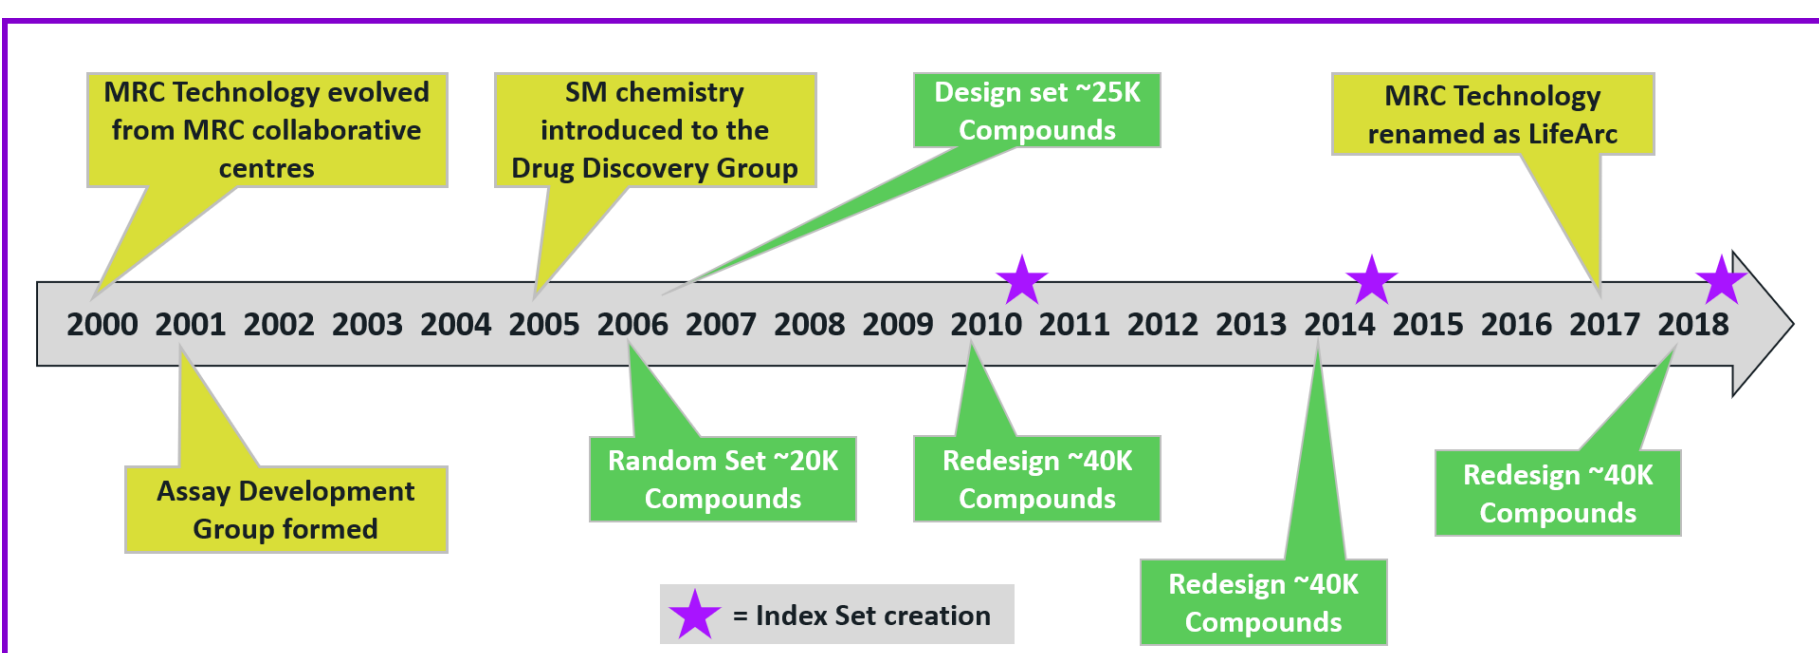 MRC Technology evolved
from MRC collaborative
centres
SM chemistry
introduced to the
Drug Discovery Group
Design set ~25K
Compounds
MRC Technology
renamed as LifeArc
2000 2001 2002 2003 2004 2005 2006 2007 2008 2009 2010 2011 2012 2013 2014 2015 2016 2017 2018
Assay Development
Group formed
Random Set ~20K
Compounds
Redesign ~40K
Compounds
Redesign ~40K
Compounds
Redesign ~40K
Compounds
= Index Set creation